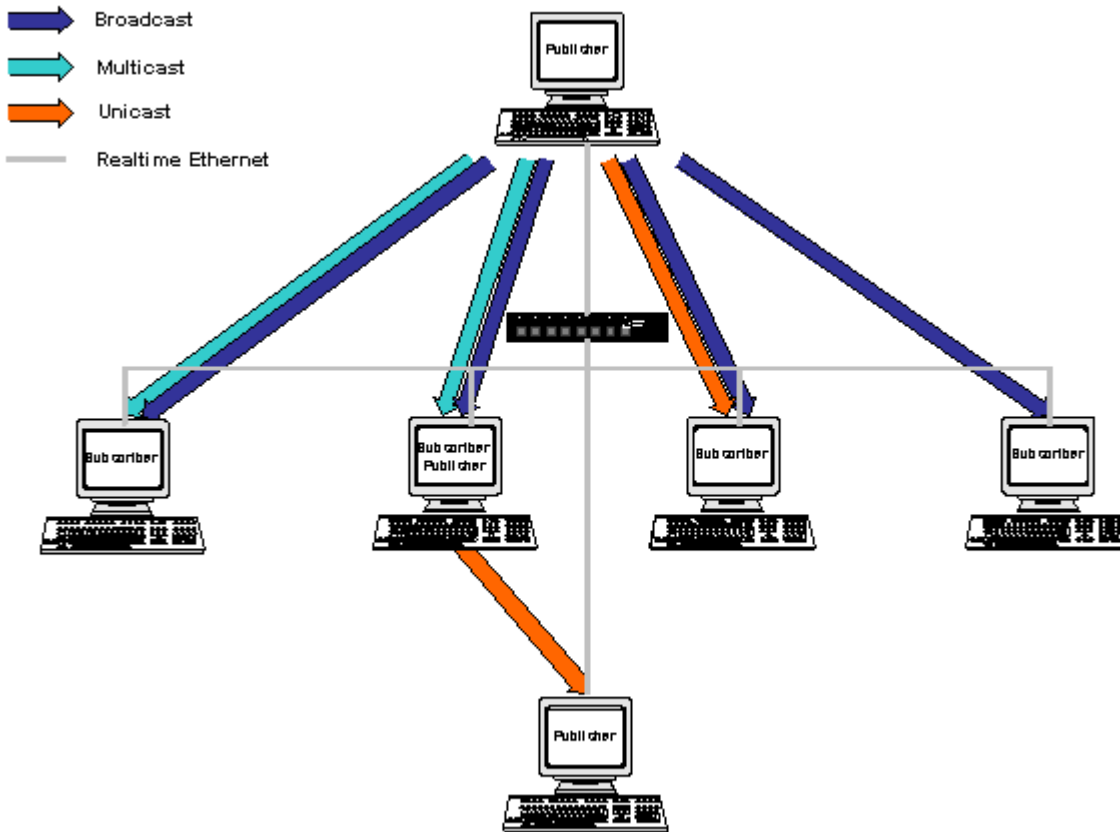 Broadcast
Multicast
Unicast
Realtime Ethernet
Publisher
Subscriber
Subscriber
Publisher
Subscriber
Subscriber
Publisher